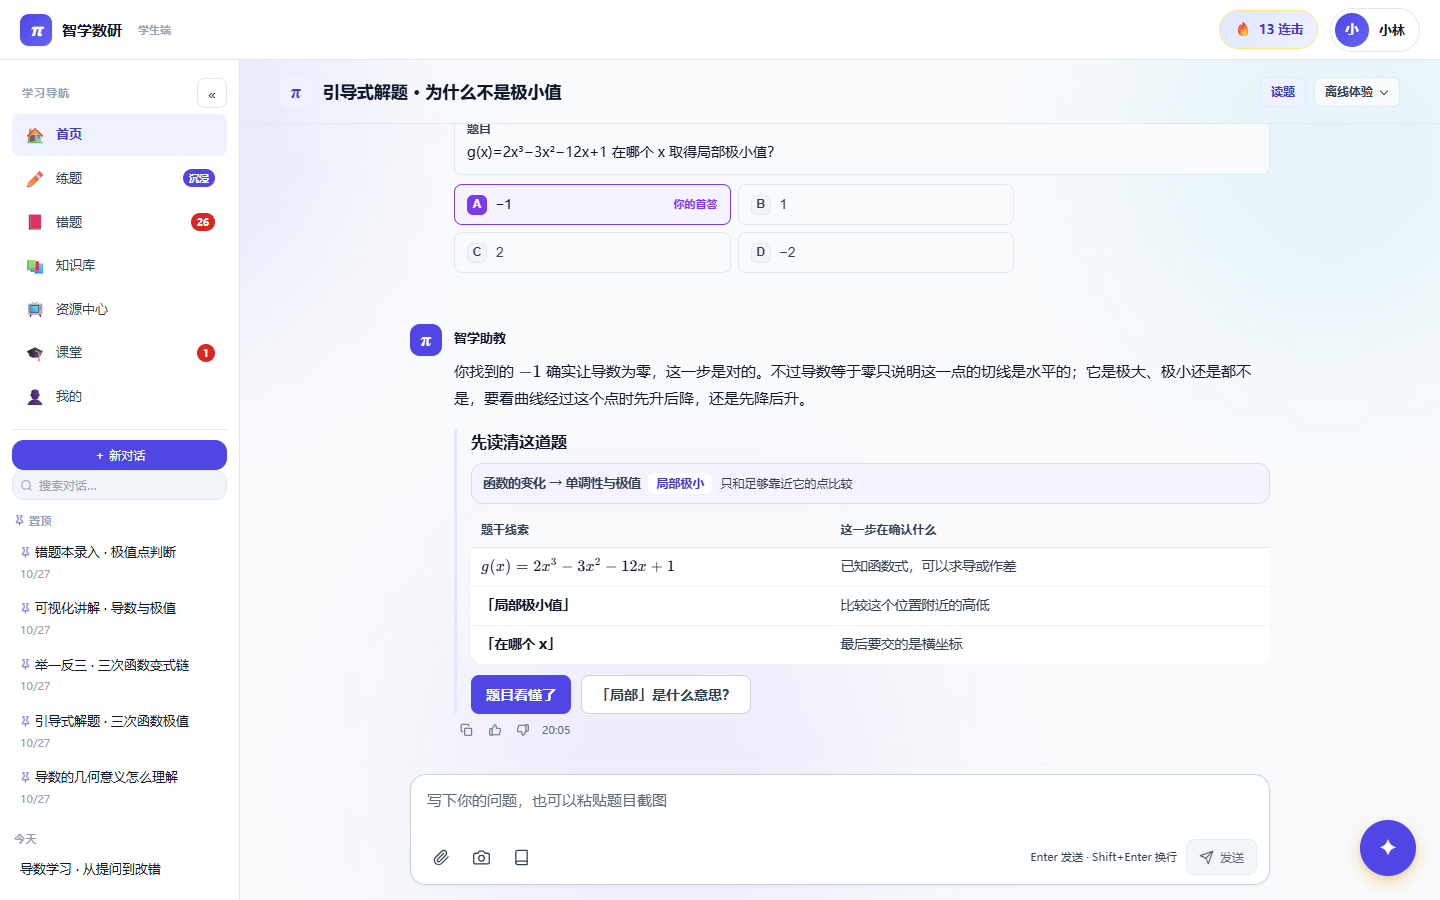 π 智学数研 学生端
🔥 13 连击
小 小林
学习导航 «
首页
练题 沉浸
错题 26
知识库
资源中心
课堂 1
我的
+ 新对话
搜索对话...
置顶
错题本录入 · 极值点判断
10/27
可视化讲解 · 导数与极值
10/27
举一反三 · 三次函数变式链
10/27
引导式解题 · 三次函数极值
10/27
导数的几何意义怎么理解
10/27
今天
导数学习 · 从提问到改错
π 引导式解题 • 为什么不是极小值
读题 离线体验
题目
g(x)=2x³−3x²−12x+1 在哪个 x 取得局部极小值？
A −1 你的首答
B 1
C 2
D −2
π 智学助教
你找到的 −1 确实让导数为零，这一步是对的。不过导数等于零只说明这一点的切线是水平的；它是极大、极小还是都不
是，要看曲线经过这个点时先升后降，还是先降后升。
先读清这道题
函数的变化 → 单调性与极值 局部极小 只和足够靠近它的点比较
题干线索 这一步在确认什么
g(x) = 2x³ − 3x² − 12x + 1 已知函数式，可以求导或作差
「局部极小值」 比较这个位置附近的高低
「在哪个 x」 最后要交的是横坐标
题目看懂了 「局部」是什么意思？
20:05
写下你的问题，也可以粘贴题目截图
Enter 发送 · Shift+Enter 换行 发送